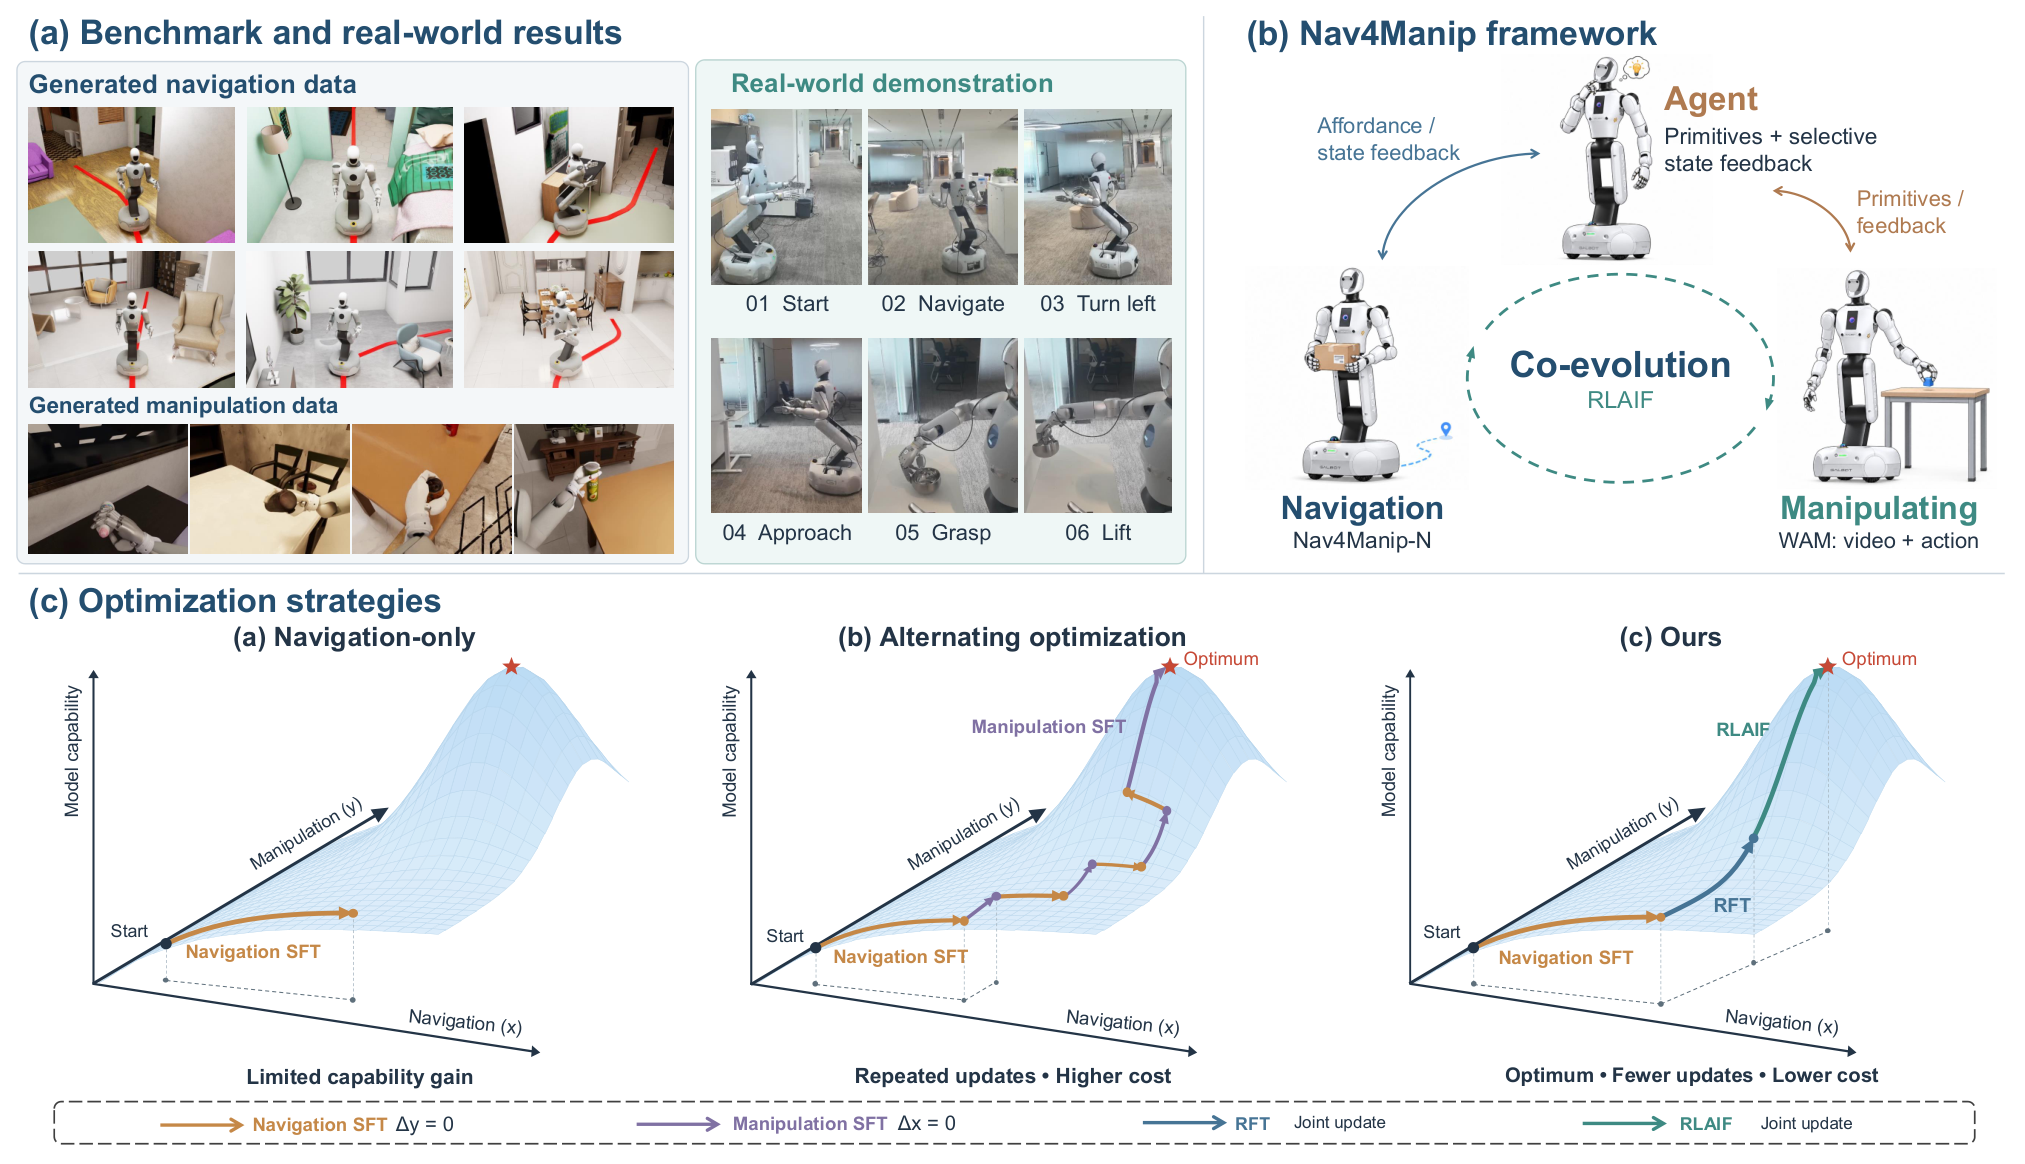 (a) Benchmark and real-world results
Generated navigation data
Generated manipulation data
Real-world demonstration
01 Start
02 Navigate
03 Turn left
04 Approach
05 Grasp
06 Lift
(b) Nav4Manip framework
Agent
Primitives + selective
state feedback
Affordance /
state feedback
Primitives /
feedback
Co-evolution
RLAIF
Navigation
Nav4Manip-N
Manipulating
WAM: video + action
(c) Optimization strategies
(a) Navigation-only
Model capability
Manipulation (y)
Start
Navigation SFT
Navigation (x)
Limited capability gain
(b) Alternating optimization
Optimum
Model capability
Manipulation SFT
Manipulation (y)
Start
Navigation SFT
Navigation (x)
Repeated updates • Higher cost
(c) Ours
Optimum
Model capability
RLAIF
Manipulation (y)
RFT
Start
Navigation SFT
Navigation (x)
Optimum • Fewer updates • Lower cost
Navigation SFT Δy = 0
Manipulation SFT Δx = 0
RFT Joint update
RLAIF Joint update